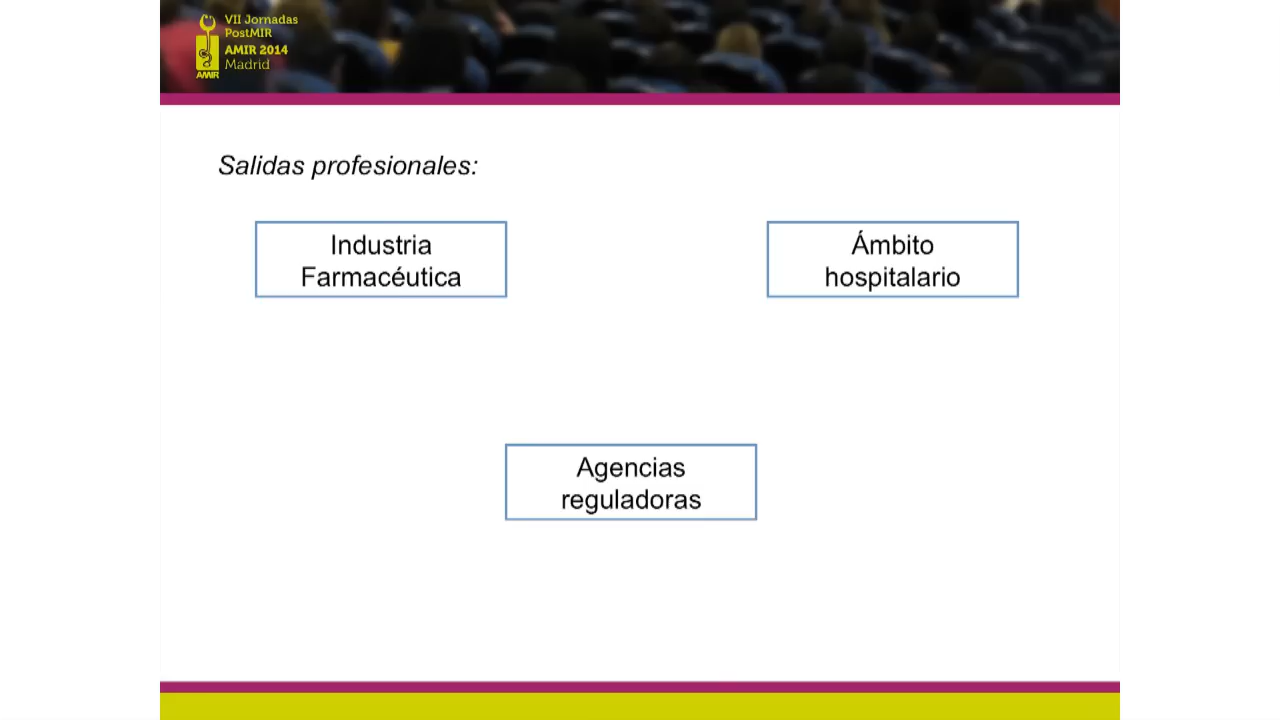 VII Jornadas
PostMIR
AMIR 2014
Madrid
AMIR
Salidas profesionales:
Industria
Farmacéutica
Ámbito
hospitalario
Agencias
reguladoras